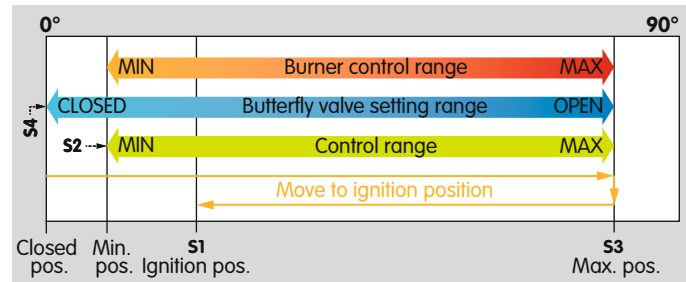 0° 90°
MIN Burner control range MAX
CLOSED Butterfly valve setting range OPEN
S4
S2 MIN Control range MAX
Move to ignition position
Closed Min. S1 S3
pos. pos. Ignition pos. Max. pos.